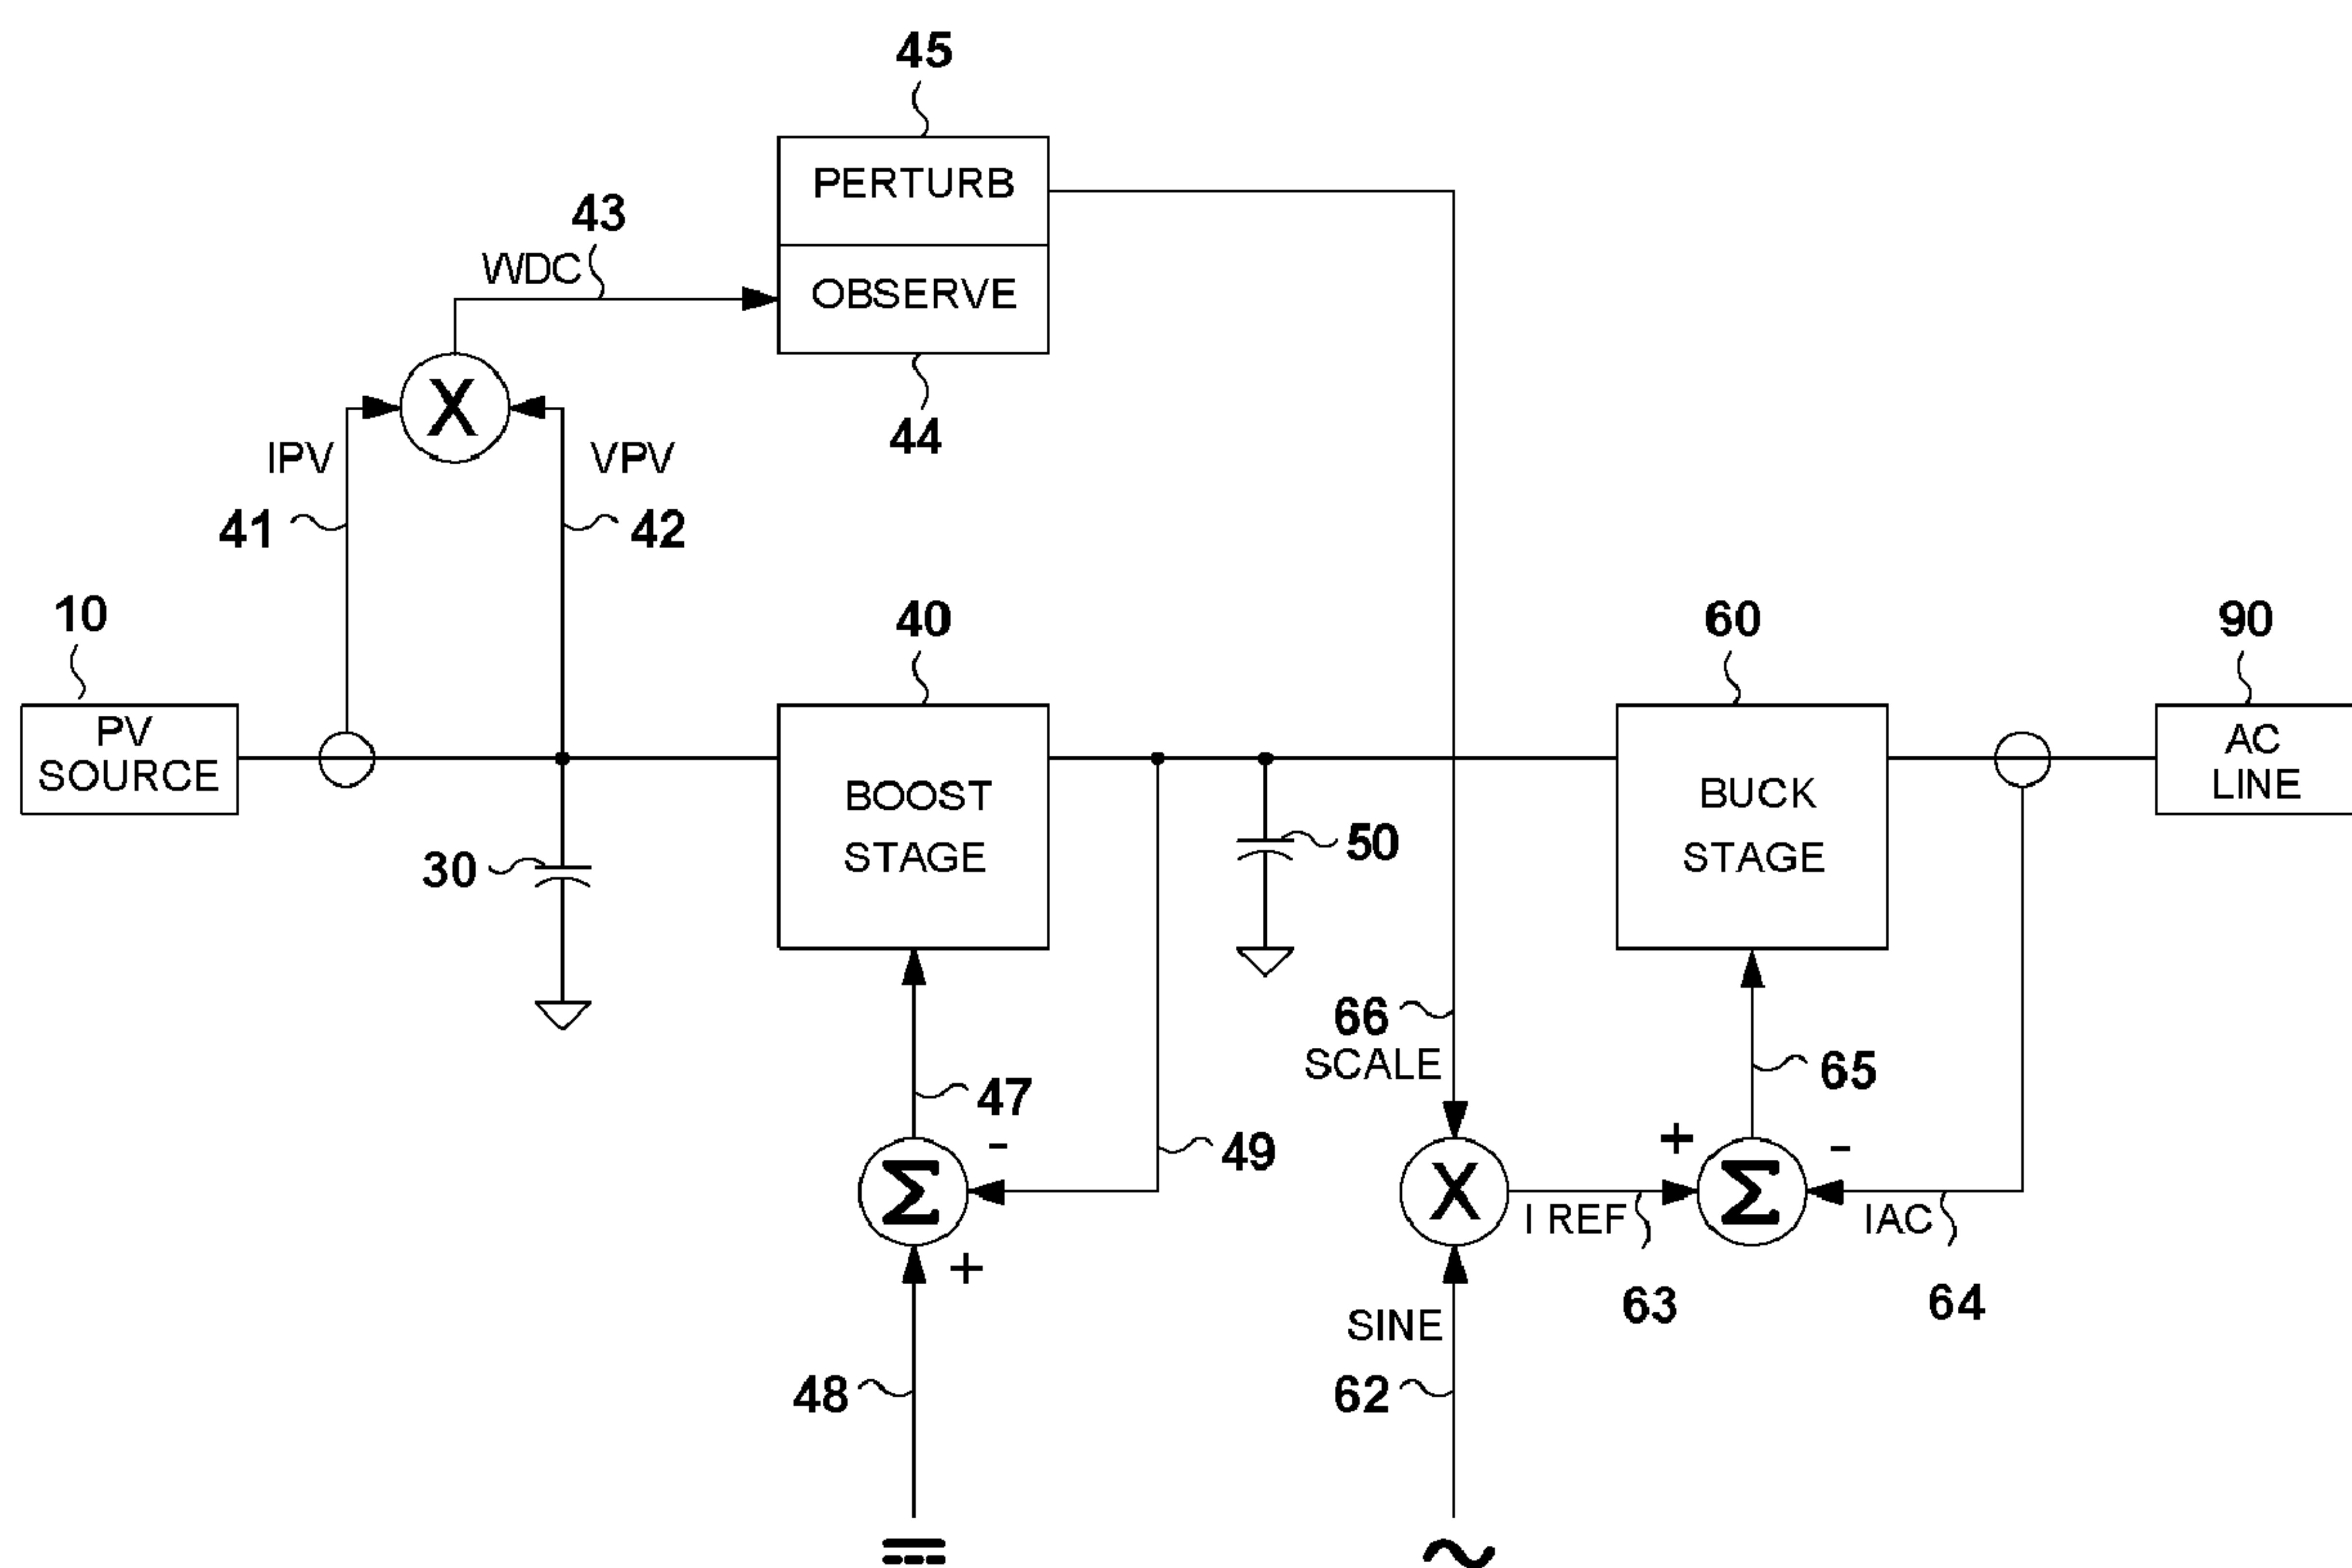 45
PERTURB
43
WDC
OBSERVE
X
44
IPV
VPV
41
42
10
40
60
90
PV
SOURCE
BOOST
STAGE
BUCK
STAGE
AC
LINE
30
50
66
SCALE
47
65
-
+
-
49
Σ
X
Σ
I REF
IAC
+
63
64
SINE
48
62